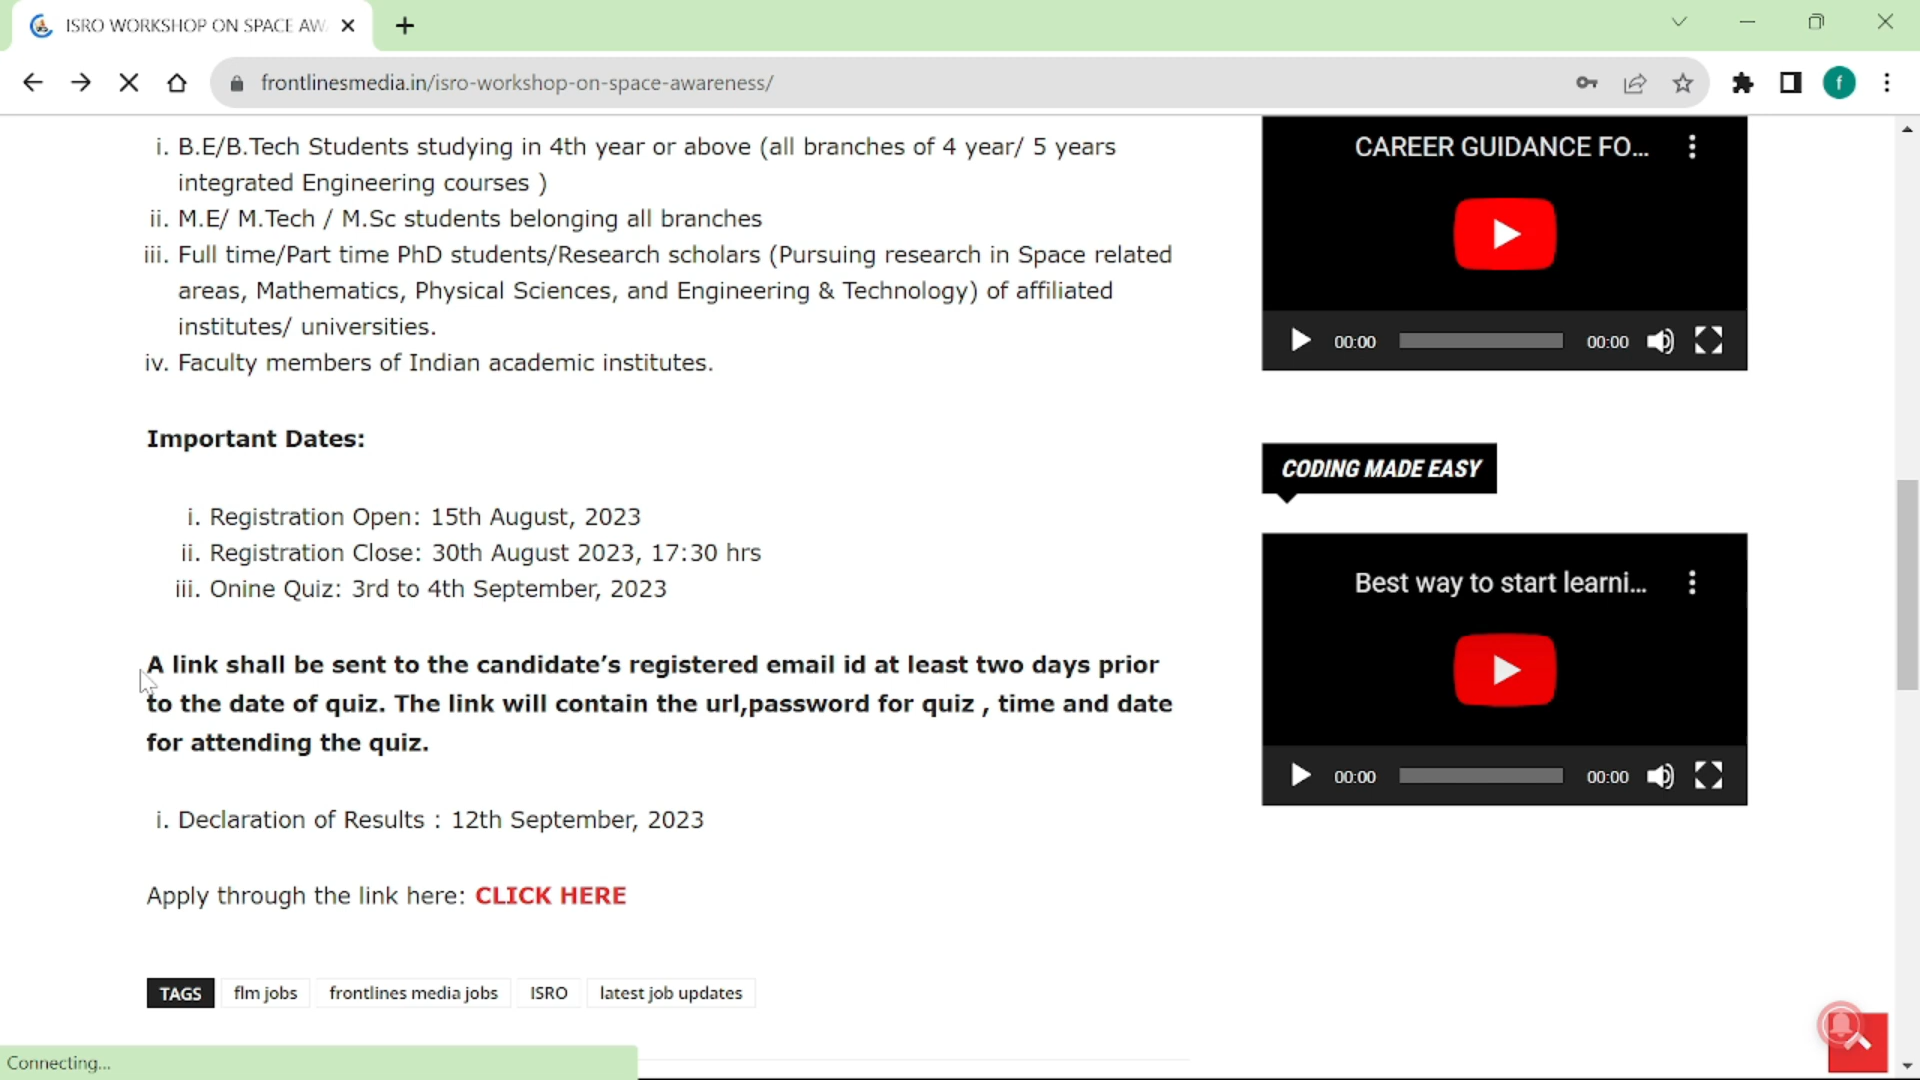 ISRO WORKSHOP ON SPACE AW
frontlinesmedia.in/isro-workshop-on-space-awareness/
f
i. B.E/B.Tech Students studying in 4th year or above (all branches of 4 year/ 5 years
integrated Engineering courses )
ii. M.E/ M.Tech / M.Sc students belonging all branches
iii. Full time/Part time PhD students/Research scholars (Pursuing research in Space related
areas, Mathematics, Physical Sciences, and Engineering & Technology) of affiliated
institutes/ universities.
iv. Faculty members of Indian academic institutes.
Important Dates:
i. Registration Open: 15th August, 2023
ii. Registration Close: 30th August 2023, 17:30 hrs
iii. Onine Quiz: 3rd to 4th September, 2023
A link shall be sent to the candidate’s registered email id at least two days prior
to the date of quiz. The link will contain the url,password for quiz , time and date
for attending the quiz.
i. Declaration of Results : 12th September, 2023
Apply through the link here: CLICK HERE
TAGS flm jobs frontlines media jobs ISRO latest job updates
CAREER GUIDANCE FO...
00:00 00:00
CODING MADE EASY
Best way to start learni...
00:00 00:00
Connecting...